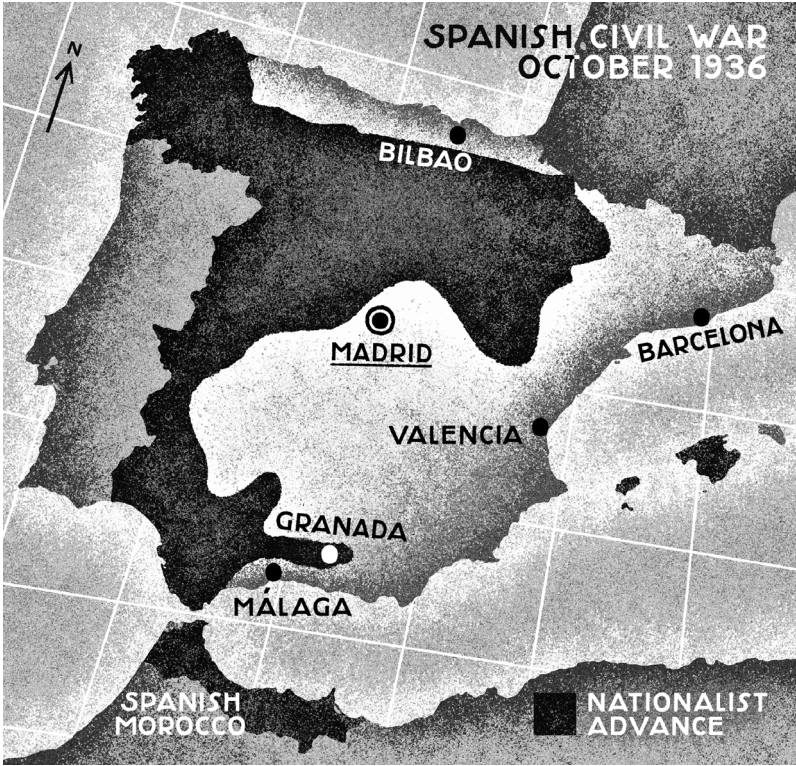 SPANISH CIVIL WAR
OCTOBER 1936
N
BILBAO
MADRID
BARCELONA
VALENCIA
GRANADA
MÁLAGA
SPANISH
MOROCCO
NATIONALIST
ADVANCE